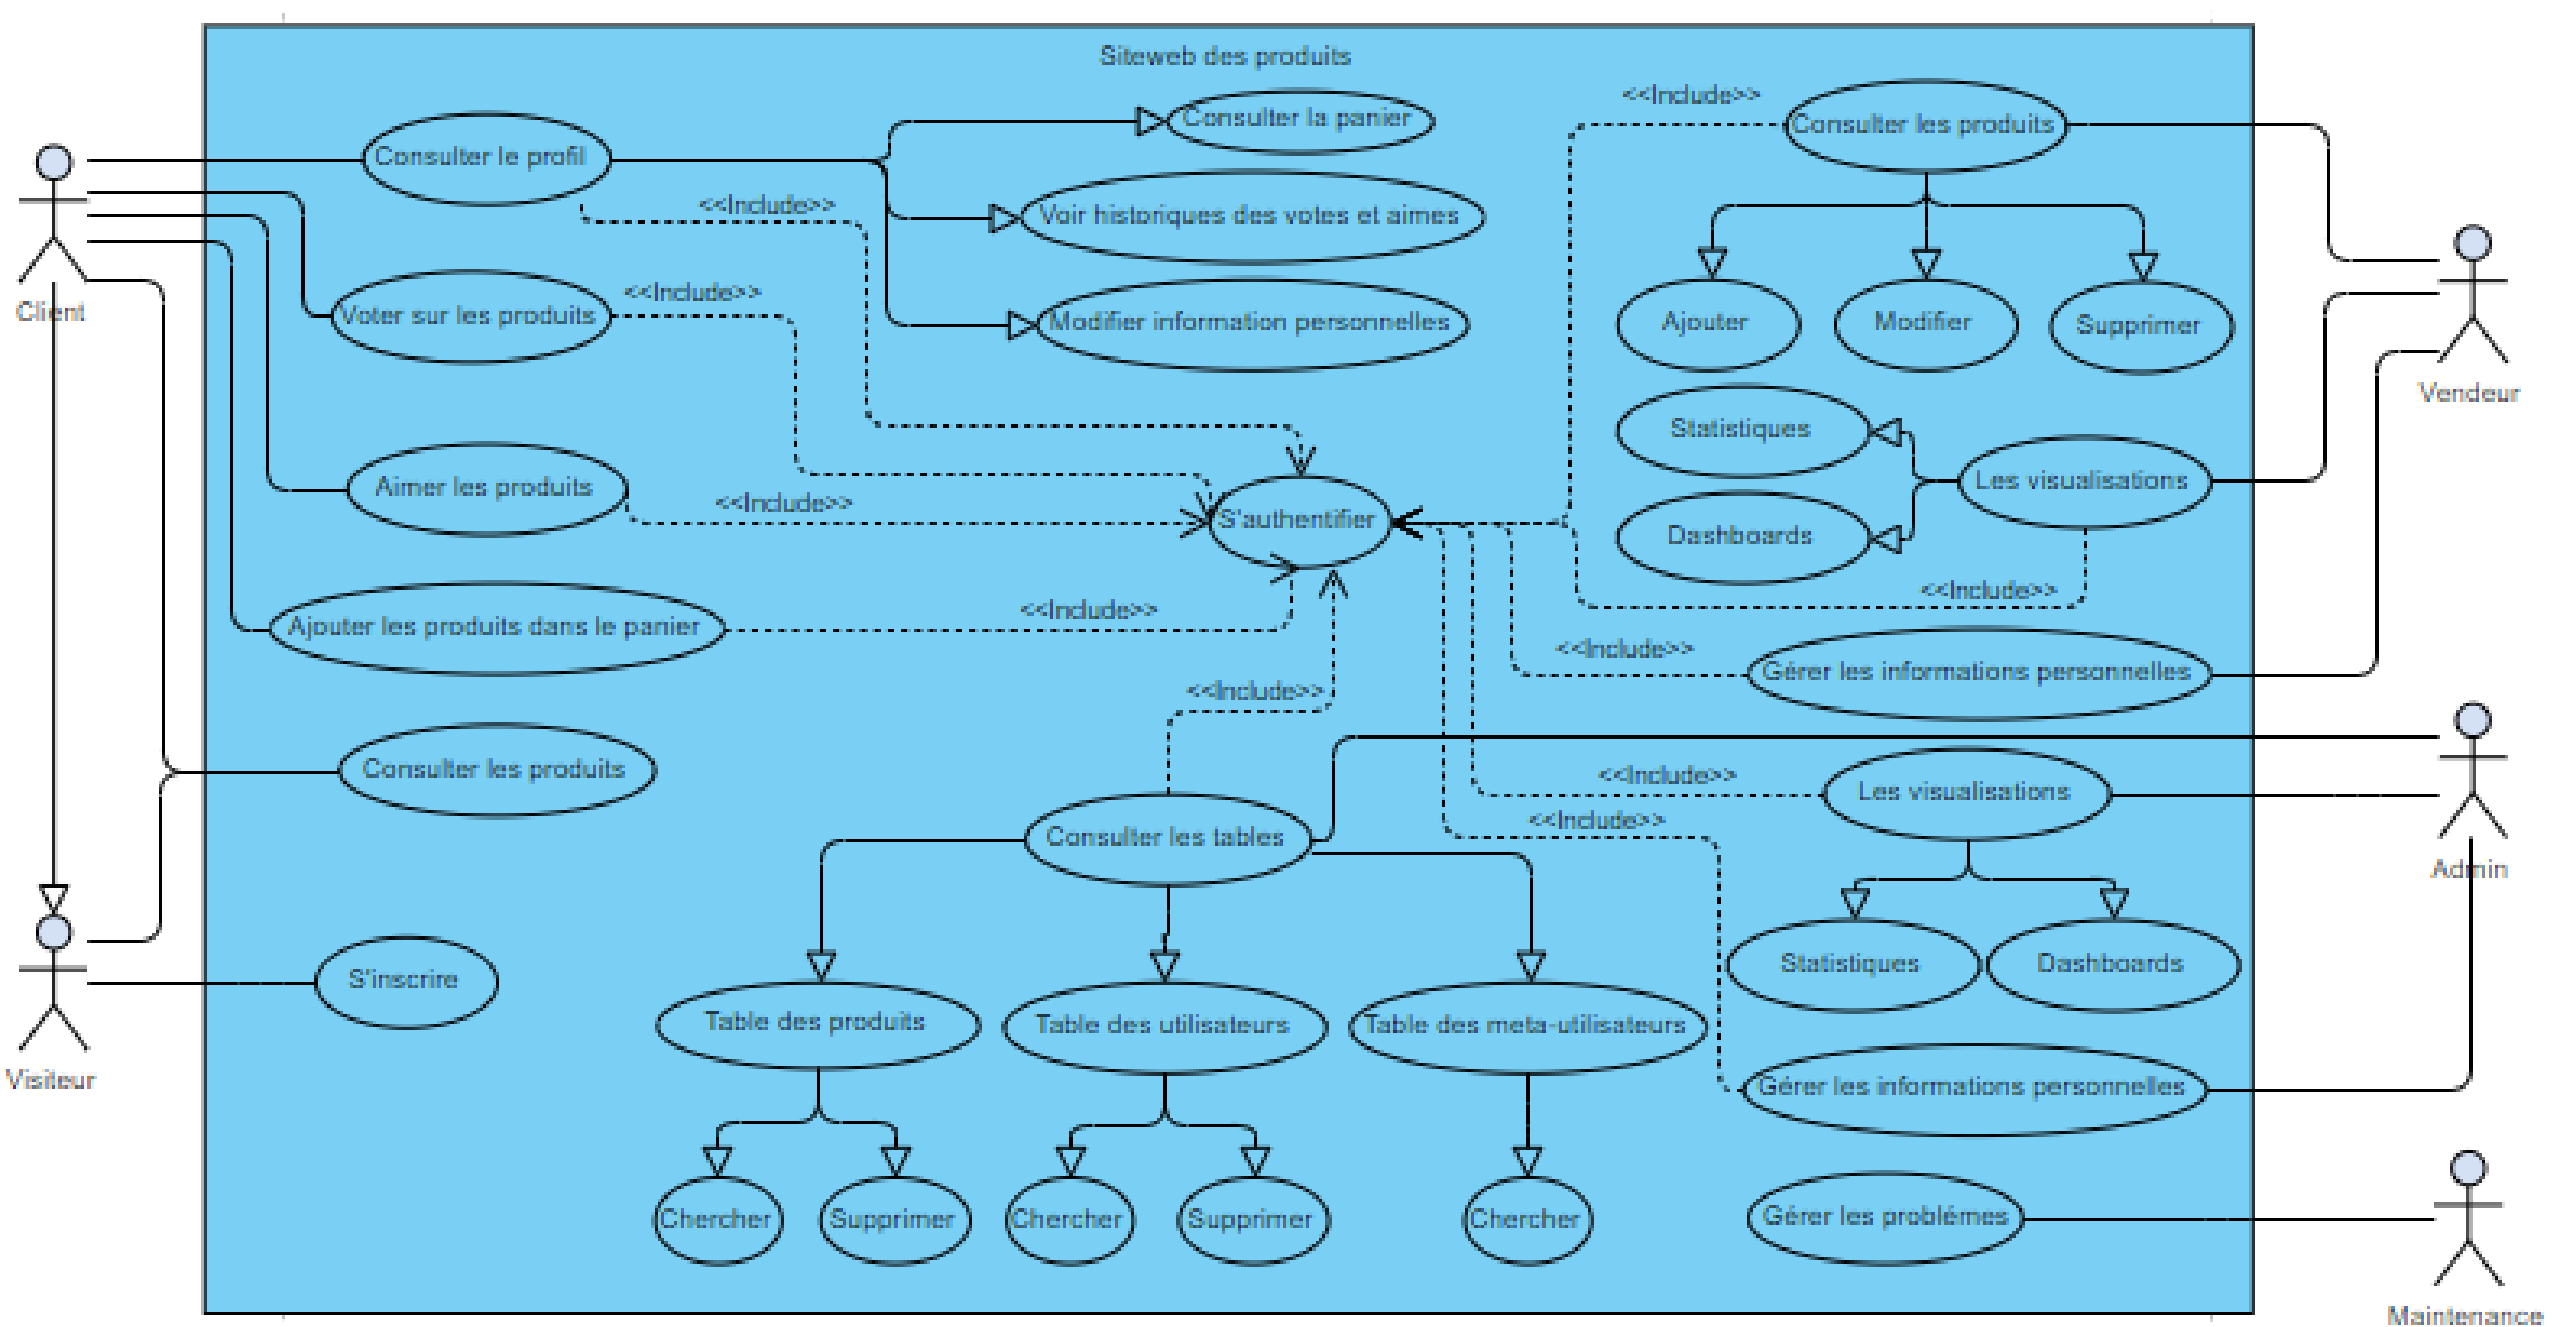 Siteweb des produits
<<Include>>
Consulter la panier
Consulter les produits
Consulter le profil
<<Include>>
Voir historiques des votes et aimes
Client
<<Include>>
Voter sur les produits
Modifier information personnelles
Ajouter
Modifier
Supprimer
Vendeur
Statistiques
Aimer les produits
<<Include>>
S'authentifier
Les visualisations
Dashboards
<<Include>>
<<Include>>
Ajouter les produits dans le panier
<<Include>>
Gérer les informations personnelles
<<Include>>
Consulter les produits
<<Include>>
Les visualisations
<<Include>>
Consulter les tables
Admin
S'inscrire
Statistiques
Dashboards
Table des produits
Table des utilisateurs
Table des meta-utilisateurs
Visiteur
Gérer les informations personnelles
Chercher
Supprimer
Chercher
Supprimer
Chercher
Gérer les problémes
Maintenance